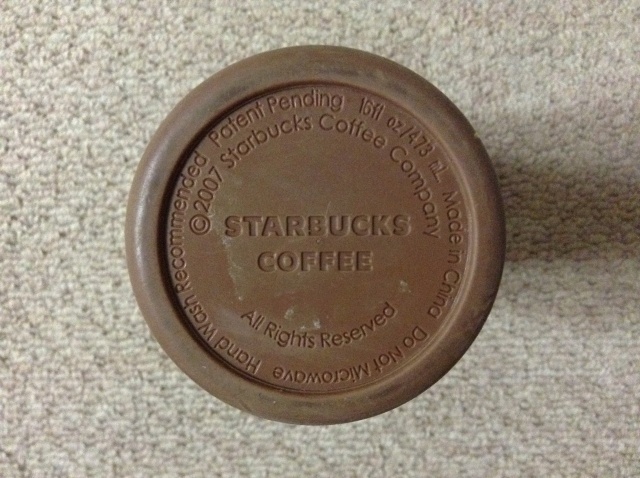 Hand Wash Recommended Patent Pending 16fl oz/473 mL Made in China Do Not Microwave
©2007 Starbucks Coffee Company
STARBUCKS
COFFEE
All Rights Reserved